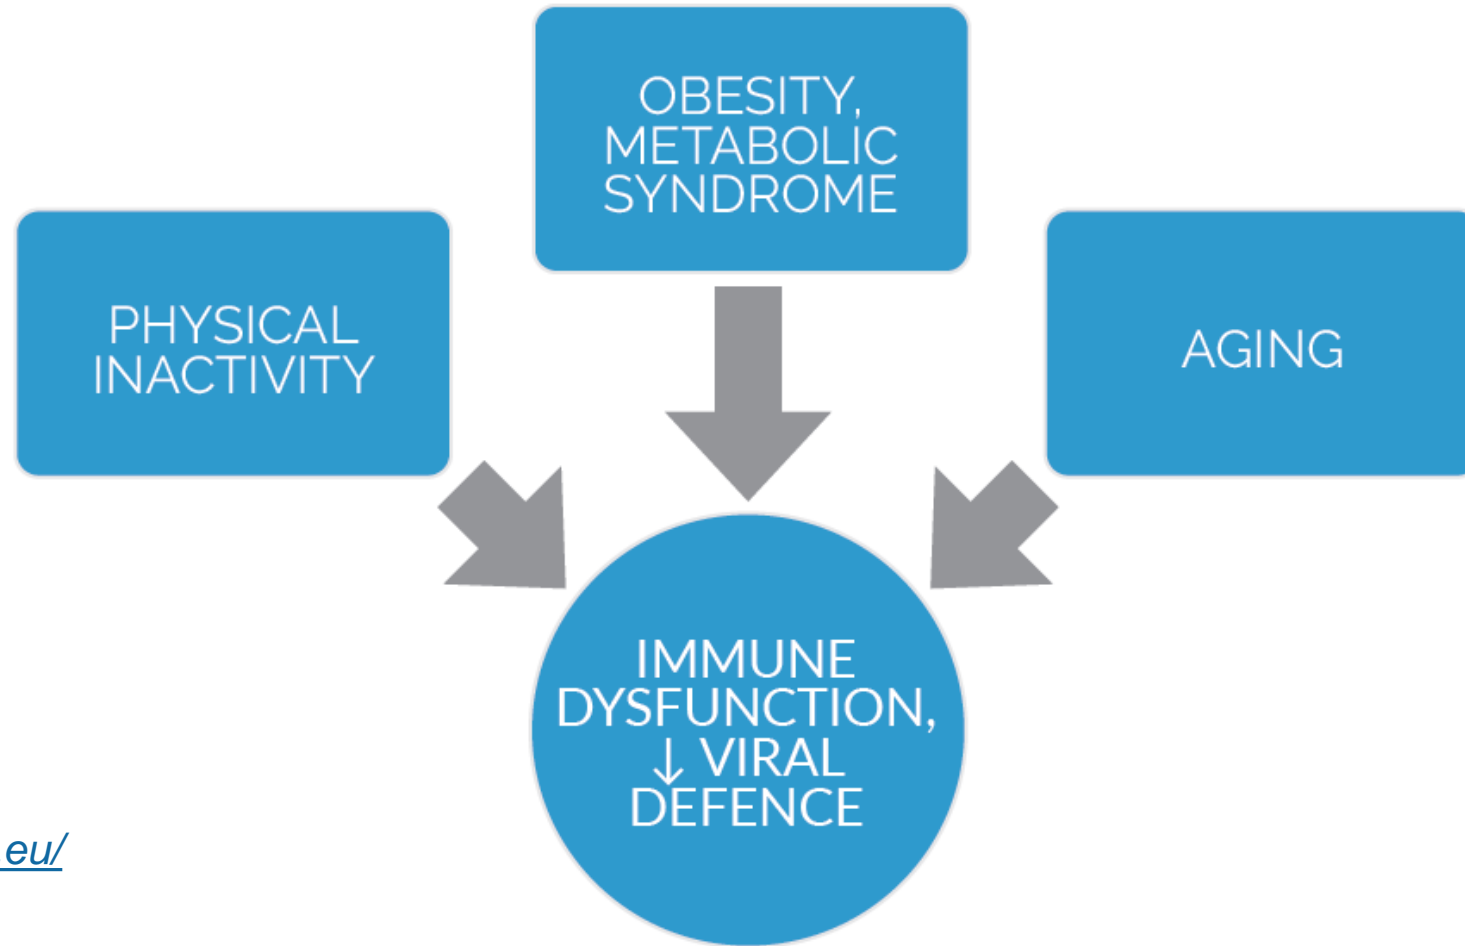 OBESITY,
METABOLIC
SYNDROME
PHYSICAL
INACTIVITY
AGING
IMMUNE
DYSFUNCTION,
↓ VIRAL
DEFENCE
eu/